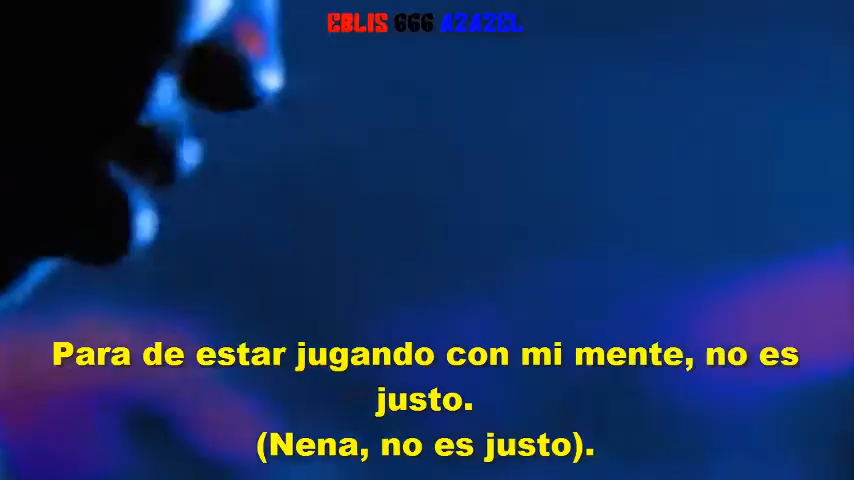 EBLIS 666 AZAZEL
Para de estar jugando con mi mente, no es
justo.
(Nena, no es justo).